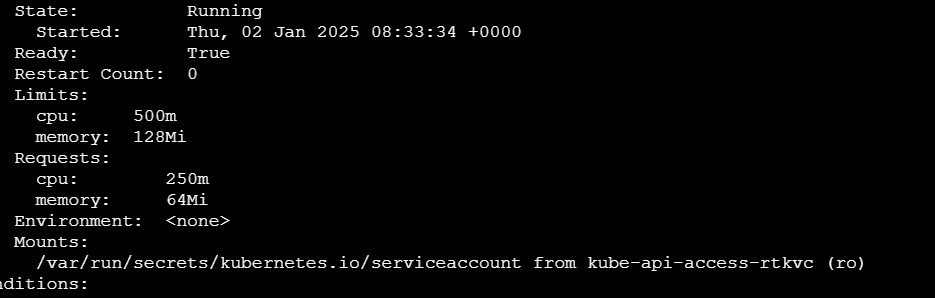 State:          Running
  Started:      Thu, 02 Jan 2025 08:33:34 +0000
Ready:          True
Restart Count:  0
Limits:
  cpu:     500m
  memory:  128Mi
Requests:
  cpu:        250m
  memory:     64Mi
Environment:  <none>
Mounts:
  /var/run/secrets/kubernetes.io/serviceaccount from kube-api-access-rtkvc (ro)
nditions: